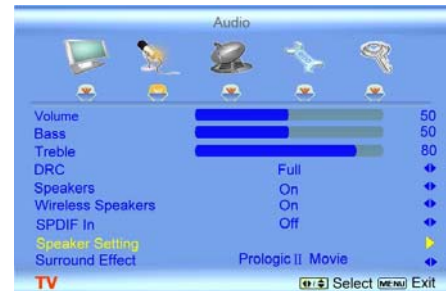 Audio
Volume 50
Bass 50
Treble 80
DRC Full
Speakers On
Wireless Speakers On
SPDIF In Off
Speaker Setting
Surround Effect Prologic II Movie
TV Select MENU Exit